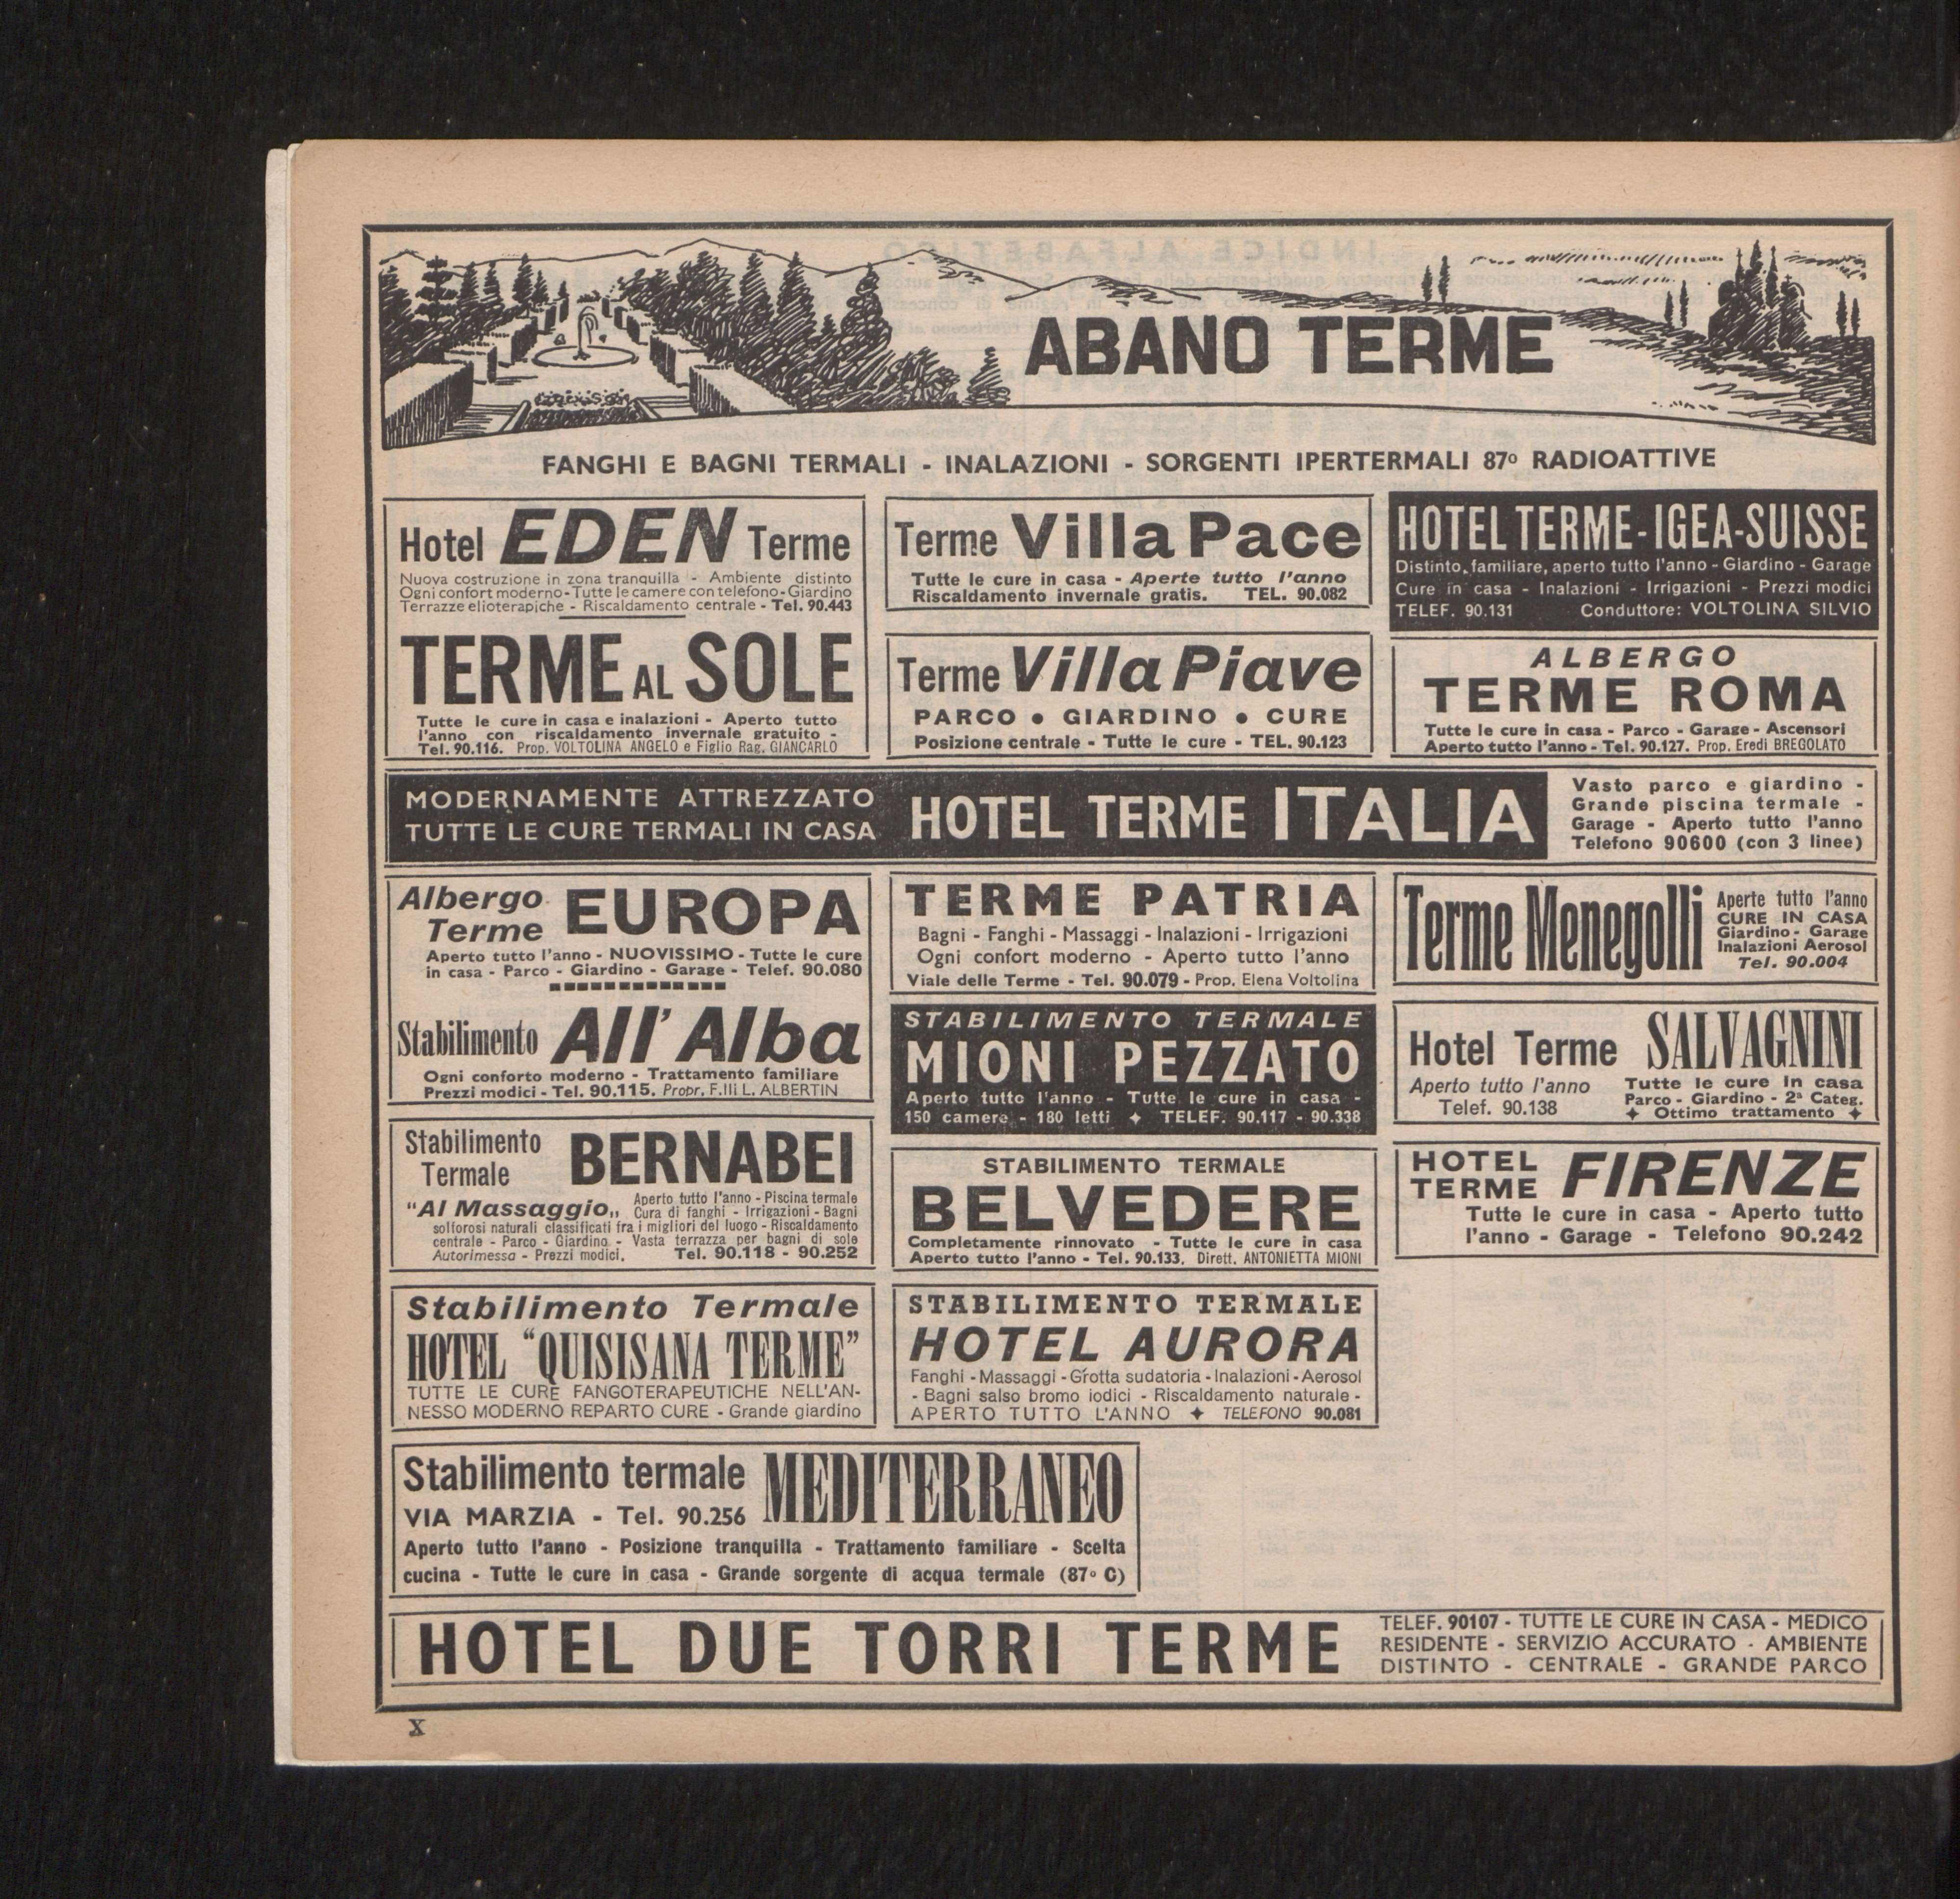 ABANO TERME
FANGHI E BAGNI TERMALI - INALAZIONI - SORGENTI IPERTERMALI 87º RADIOATTIVE
Hotel EDEN Terme
Nuova costruzione in zona tranquilla - Ambiente distinto
Ogni confort moderno - Tutte le camere con telefono - Giardino
Terrazze elioterapiche - Riscaldamento centrale - Tel. 90.443
TERME AL SOLE
Tutte le cure in casa e inalazioni - Aperto tutto
l'anno con riscaldamento invernale gratuito -
Tel. 90.116. Prop. VOLTOLINA ANGELO e Figlio Rag. GIANCARLO
Terme Villa Pace
Tutte le cure in casa - Aperte tutto l'anno
Riscaldamento invernale gratis. TEL. 90.082
Terme Villa Piave
PARCO • GIARDINO • CURE
Posizione centrale - Tutte le cure - TEL. 90.123
HOTEL TERME-IGEA-SUISSE
Distinto, familiare, aperto tutto l'anno - Giardino - Garage
Cure in casa - Inalazioni - Irrigazioni - Prezzi modici
TELEF. 90.131 Conduttore: VOLTOLINA SILVIO
ALBERGO
TERME ROMA
Tutte le cure in casa - Parco - Garage - Ascensori
Aperto tutto l'anno - Tel. 90.127. Prop. Eredi BREGOLATO
MODERNAMENTE ATTREZZATO
TUTTE LE CURE TERMALI IN CASA
HOTEL TERME ITALIA
Vasto parco e giardino -
Grande piscina termale -
Garage - Aperto tutto l'anno
Telefono 90600 (con 3 linee)
Albergo
Terme EUROPA
Aperto tutto l'anno - NUOVISSIMO - Tutte le cure
in casa - Parco - Giardino - Garage - Telef. 90.080
Stabilimento All'Alba
Ogni conforto moderno - Trattamento familiare
Prezzi modici - Tel. 90.115. Propr. F.lli L. ALBERTIN
TERME PATRIA
Bagni - Fanghi - Massaggi - Inalazioni - Irrigazioni
Ogni confort moderno - Aperto tutto l'anno
Viale delle Terme - Tel. 90.079 - Prop. Elena Voltolina
Terme Menegolli
Aperte tutto l'anno
CURE IN CASA
Giardino - Garage
Inalazioni Aerosol
Tel. 90.004
STABILIMENTO TERMALE
MIONI PEZZATO
Aperto tutto l'anno - Tutte le cure in casa -
150 camere - 180 letti ✦ TELEF. 90.117 - 90.338
Hotel Terme SALVAGNINI
Aperto tutto l'anno
Telef. 90.138
Tutte le cure in casa
Parco - Giardino - 2ª Categ.
✦ Ottimo trattamento ✦
Stabilimento
Termale BERNABEI
"Al Massaggio„ Aperto tutto l'anno - Piscina termale
Cura di fanghi - Irrigazioni - Bagni
solforosi naturali classificati fra i migliori del luogo - Riscaldamento
centrale - Parco - Giardino - Vasta terrazza per bagni di sole
Autorimessa - Prezzi modici. Tel. 90.118 - 90.252
STABILIMENTO TERMALE
BELVEDERE
Completamente rinnovato - Tutte le cure in casa
Aperto tutto l'anno - Tel. 90.133. Dirett. ANTONIETTA MIONI
HOTEL
TERME FIRENZE
Tutte le cure in casa - Aperto tutto
l'anno - Garage - Telefono 90.242
Stabilimento Termale
HOTEL "QUISISANA TERME"
TUTTE LE CURE FANGOTERAPEUTICHE NELL'AN-
NESSO MODERNO REPARTO CURE - Grande giardino
STABILIMENTO TERMALE
HOTEL AURORA
Fanghi - Massaggi - Grotta sudatoria - Inalazioni - Aerosol
- Bagni salso bromo iodici - Riscaldamento naturale -
APERTO TUTTO L'ANNO ✦ TELEFONO 90.081
Stabilimento termale MEDITERRANEO
VIA MARZIA - Tel. 90.256
Aperto tutto l'anno - Posizione tranquilla - Trattamento familiare - Scelta
cucina - Tutte le cure in casa - Grande sorgente di acqua termale (87º C)
HOTEL DUE TORRI TERME
TELEF. 90107 - TUTTE LE CURE IN CASA - MEDICO
RESIDENTE - SERVIZIO ACCURATO - AMBIENTE
DISTINTO - CENTRALE - GRANDE PARCO
X